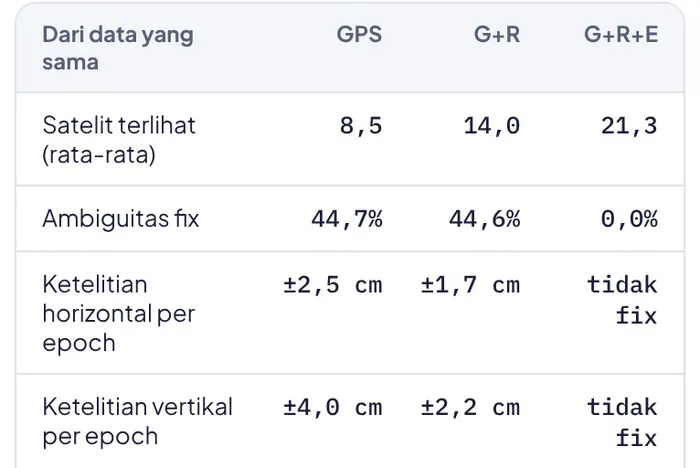 Dari data yang sama GPS G+R G+R+E
Satelit terlihat (rata-rata) 8,5 14,0 21,3
Ambiguitas fix 44,7% 44,6% 0,0%
Ketelitian horizontal per epoch ±2,5 cm ±1,7 cm tidak fix
Ketelitian vertikal per epoch ±4,0 cm ±2,2 cm tidak fix